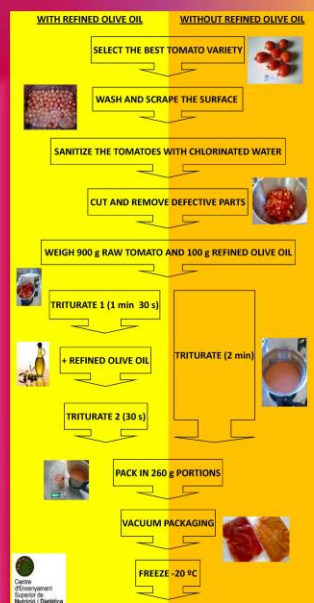 WITH REFINED OLIVE OIL
WITHOUT REFINED OLIVE OIL
SELECT THE BEST TOMATO VARIETY
WASH AND SCRAPE THE SURFACE
SANITIZE THE TOMATOES WITH CHLORINATED WATER
CUT AND REMOVE DEFECTIVE PARTS
WEIGH 900 g RAW TOMATO AND 100 g REFINED OLIVE OIL
TRITURATE 1 (1 min 30 s)
+ REFINED OLIVE OIL
TRITURATE (2 min)
TRITURATE 2 (30 s)
PACK IN 260 g PORTIONS
VACUUM PACKAGING
FREEZE -20 ºC
Centre
d'Ensenyament
Superior de
Nutrició i Dietètica